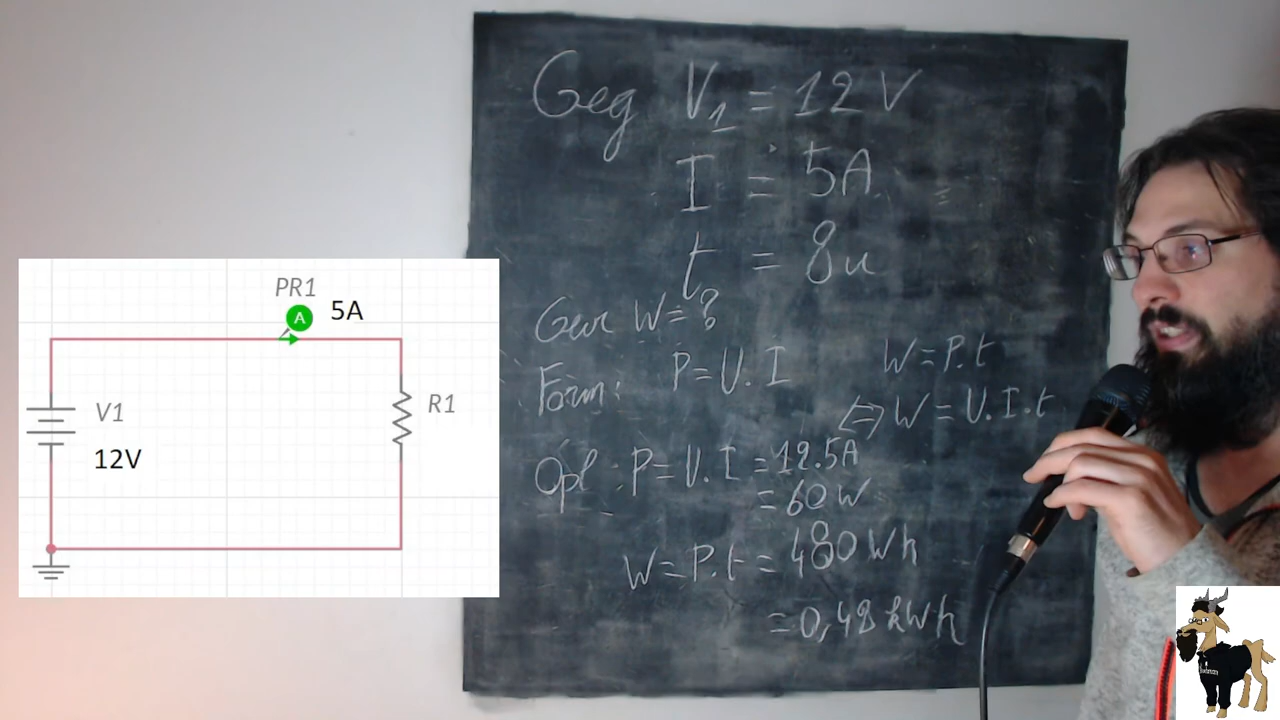 Geg V1 = 12 V
I = 5A
t = 8u
Gevr W = ?
Form: P = U.I W = P.t
<=> W = U.I.t
Opl : P = U.I = 12.5A
= 60 W
W = P.t = 480 Wh
= 0,48 kWh
PR1
A
5A
V1
12V
R1